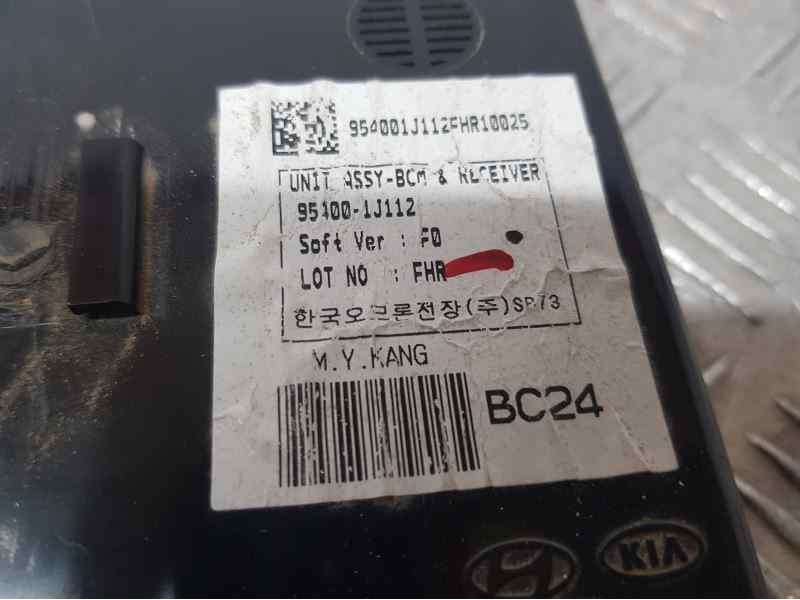 954001J112FHR10025
UNIT ASSY-BCM & RECEIVER
95400-1J112
Soft Ver : F0
LOT NO : FHR
한국오므론전장(주)SP73
M.Y.KANG
BC24
KIA